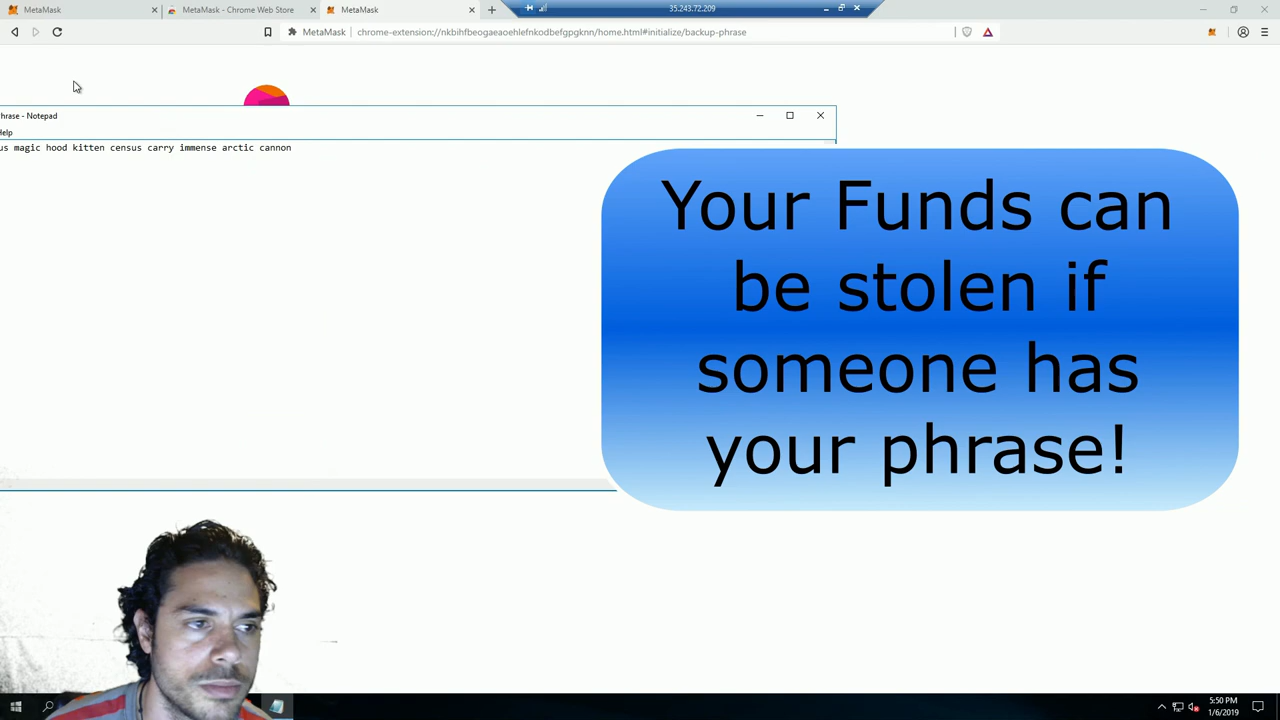 MetaMask
MetaMask - Chrome Web Store
MetaMask
35.243.72.209
MetaMask
chrome-extension://nkbihfbeogaeaoehlefnkodbefgpgknn/home.html#initialize/backup-phrase
hrase - Notepad
Help
us magic hood kitten census carry immense arctic cannon
Your Funds can
be stolen if
someone has
your phrase!
5:50 PM
1/6/2019